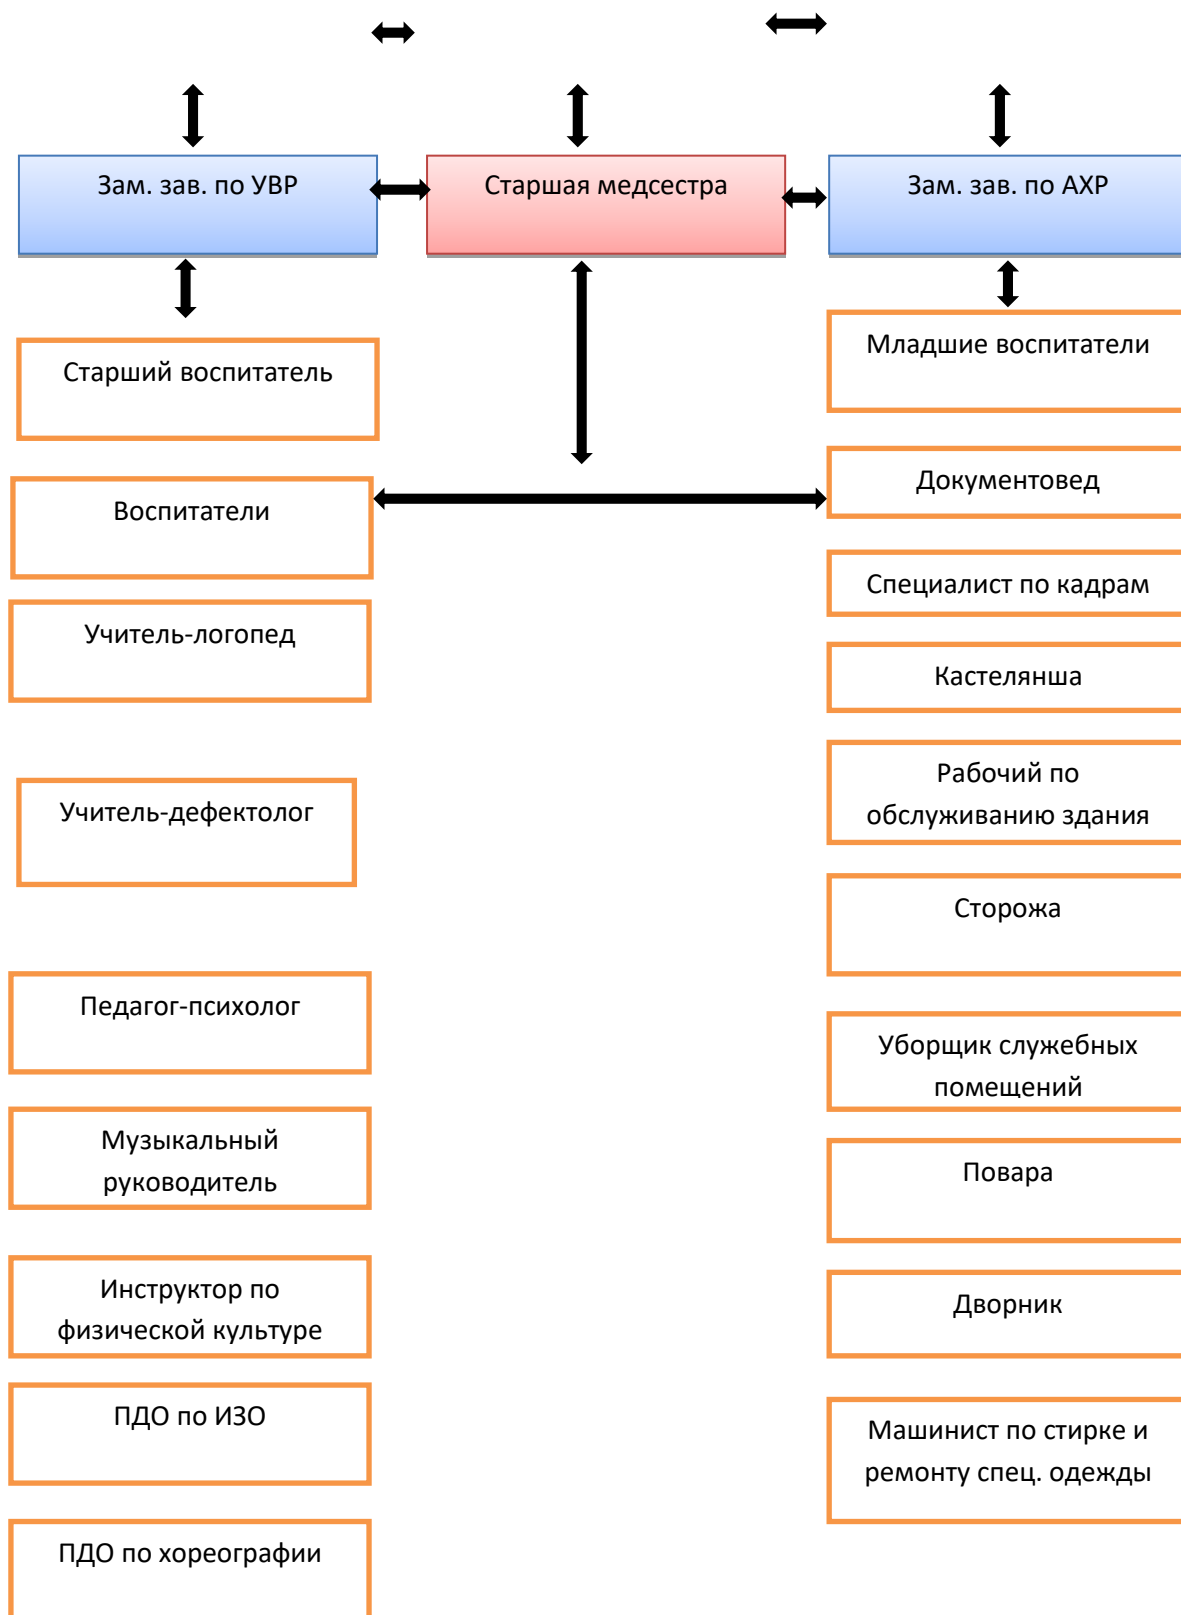 Зам. зав. по УВР
Старшая медсестра
Зам. зав. по АХР
Старший воспитатель
Воспитатели
Учитель-логопед
Учитель-дефектолог
Педагог-психолог
Музыкальный
руководитель
Инструктор по
физической культуре
ПДО по ИЗО
ПДО по хореографии
Младшие воспитатели
Документовед
Специалист по кадрам
Кастелянша
Рабочий по
обслуживанию здания
Сторожа
Уборщик служебных
помещений
Повара
Дворник
Машинист по стирке и
ремонту спец. одежды